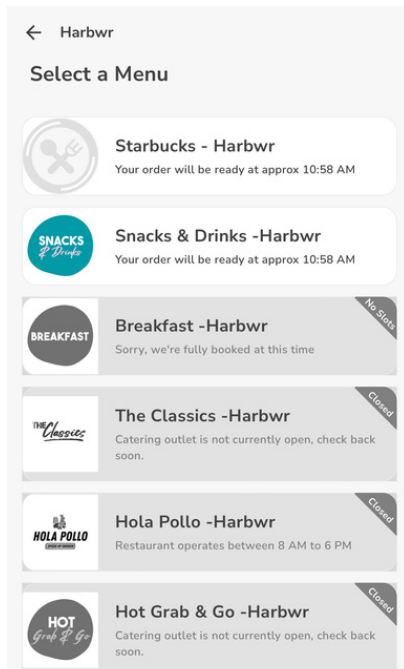 Harbwr
Select a Menu
Starbucks - Harbwr
Your order will be ready at approx 10:58 AM
SNACKS
& Drinks
Snacks & Drinks -Harbwr
Your order will be ready at approx 10:58 AM
No Slots
BREAKFAST
Breakfast -Harbwr
Sorry, we're fully booked at this time
Closed
THE Classics
The Classics -Harbwr
Catering outlet is not currently open, check back
soon.
Closed
HOLA POLLO
Hola Pollo -Harbwr
Restaurant operates between 8 AM to 6 PM
Closed
HOT
Grab & Go
Hot Grab & Go -Harbwr
Catering outlet is not currently open, check back
soon.